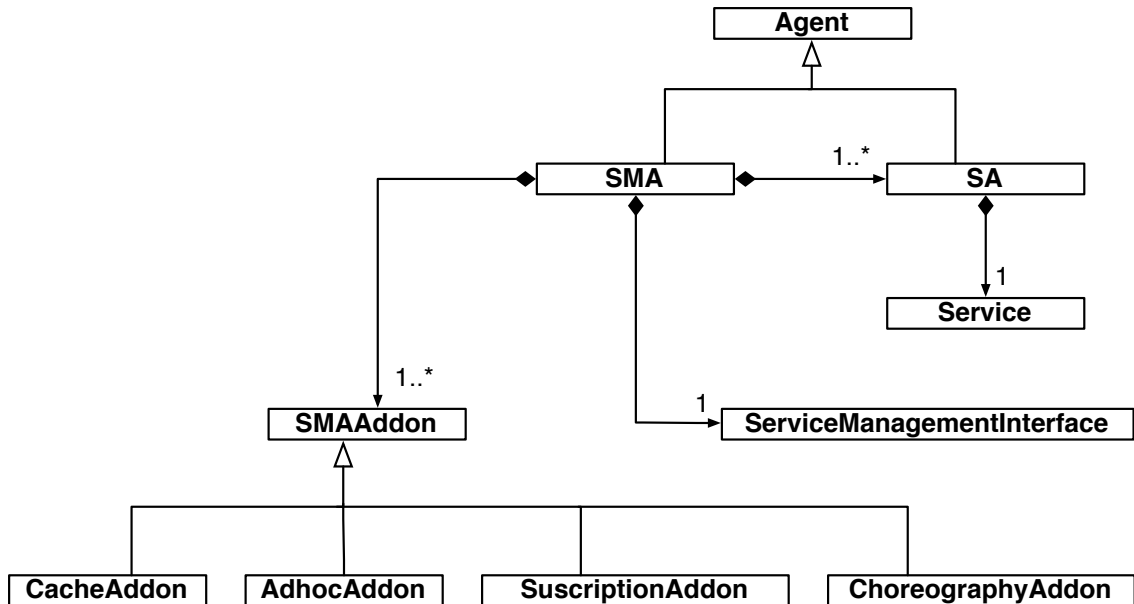 Agent
1..*
SMA
SA
1
Service
1..*
1
SMAAddon
ServiceManagementInterface
CacheAddon
AdhocAddon
SuscriptionAddon
ChoreographyAddon